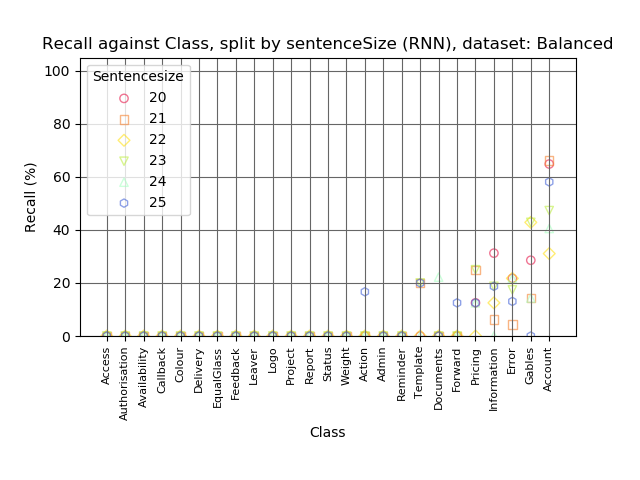 Recall against Class, split by sentenceSize (RNN), dataset: Balanced
Recall (%)
100
80
60
40
20
0
Sentencesize
20
21
22
23
24
25
Access
Authorisation
Availability
Callback
Colour
Delivery
EqualGlass
Feedback
Leaver
Logo
Project
Report
Status
Weight
Action
Admin
Reminder
Template
Documents
Forward
Pricing
Information
Error
Gables
Account
Class